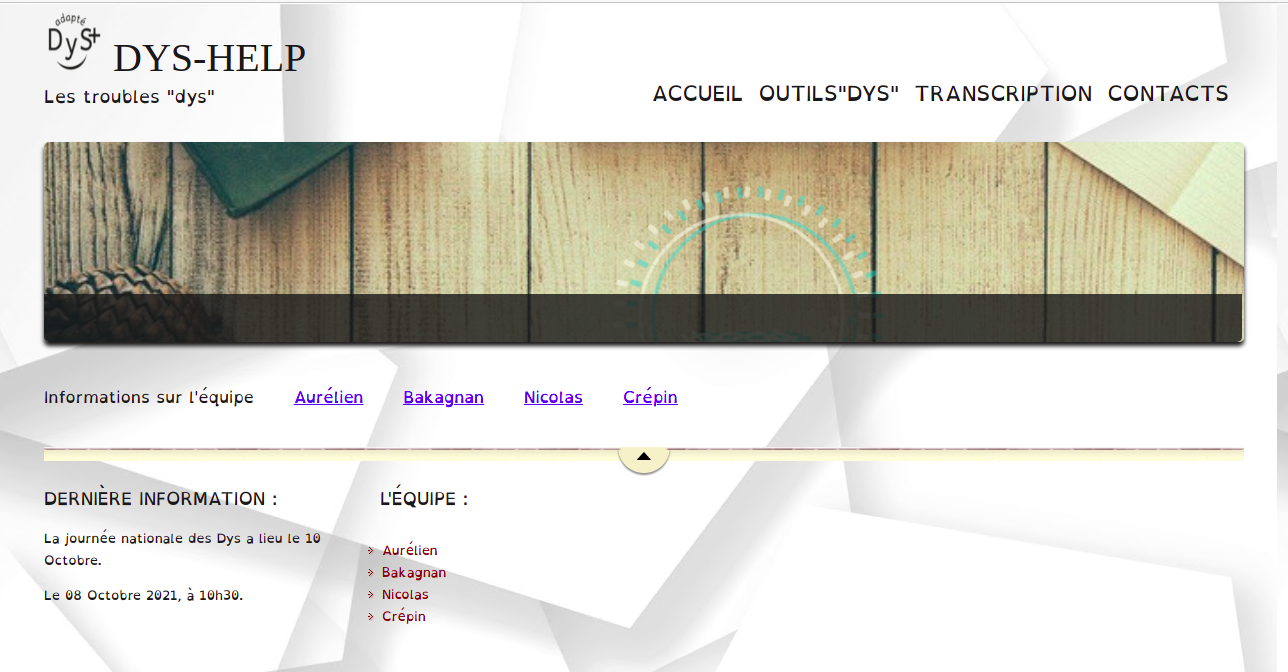 adapté
DyS+
DYS-HELP
Les troubles "dys"
ACCUEIL OUTILS"DYS" TRANSCRIPTION CONTACTS
Informations sur l'équipe Aurélien Bakagnan Nicolas Crépin
DERNIÈRE INFORMATION :
La journée nationale des Dys a lieu le 10
Octobre.
Le 08 Octobre 2021, à 10h30.
L'ÉQUIPE :
Aurélien
Bakagnan
Nicolas
Crépin